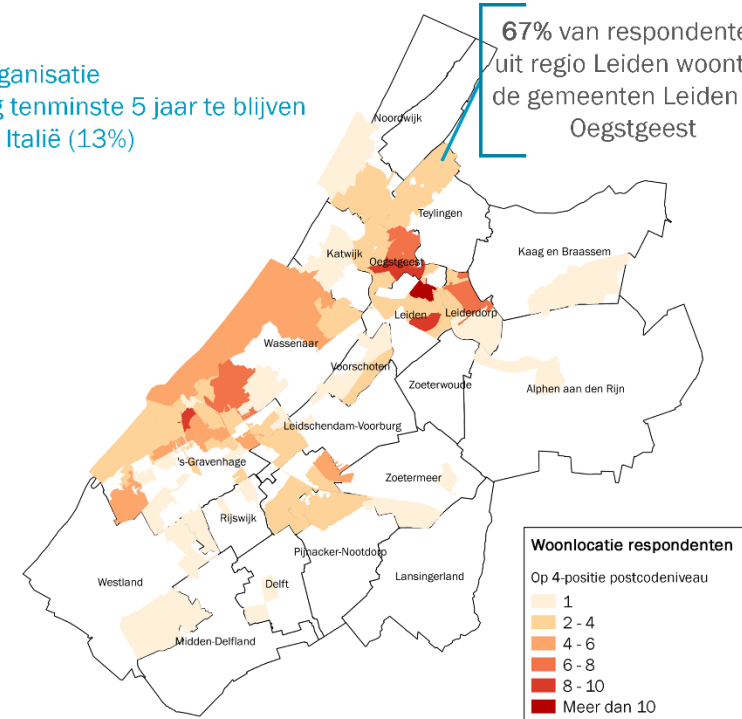 67% van respondente
uit regio Leiden woont
de gemeenten Leiden
Oegstgeest
ganisatie
g tenminste 5 jaar te blijven
Italië (13%)
Noordwijk
Teylingen
Kaag en Braassem
Katwijk
Oegstgeest
Leiden
Leiderdorp
Wassenaar
Voorschoten
Zoeterwoude
Alphen aan den Rijn
Leidschendam-Voorburg
's-Gravenhage
Zoetermeer
Rijswijk
Pijnacker-Nootdorp
Westland
Delft
Lansingerland
Midden-Delfland
Woonlocatie respondenten
Op 4-positie postcodeniveau
1
2 - 4
4 - 6
6 - 8
8 - 10
Meer dan 10